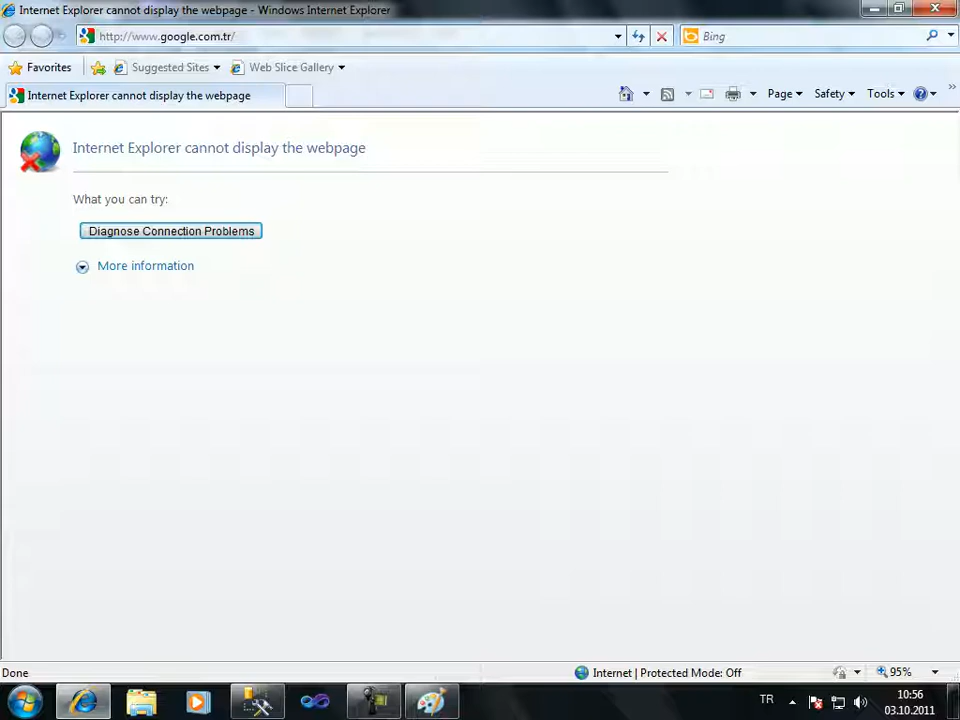 Internet Explorer cannot display the webpage - Windows Internet Explorer
http://www.google.com.tr/
Bing
Favorites
Suggested Sites
Web Slice Gallery
Internet Explorer cannot display the webpage
Page
Safety
Tools
»
Internet Explorer cannot display the webpage
What you can try:
Diagnose Connection Problems
More information
Done
Internet | Protected Mode: Off
95%
TR
10:56
03.10.2011